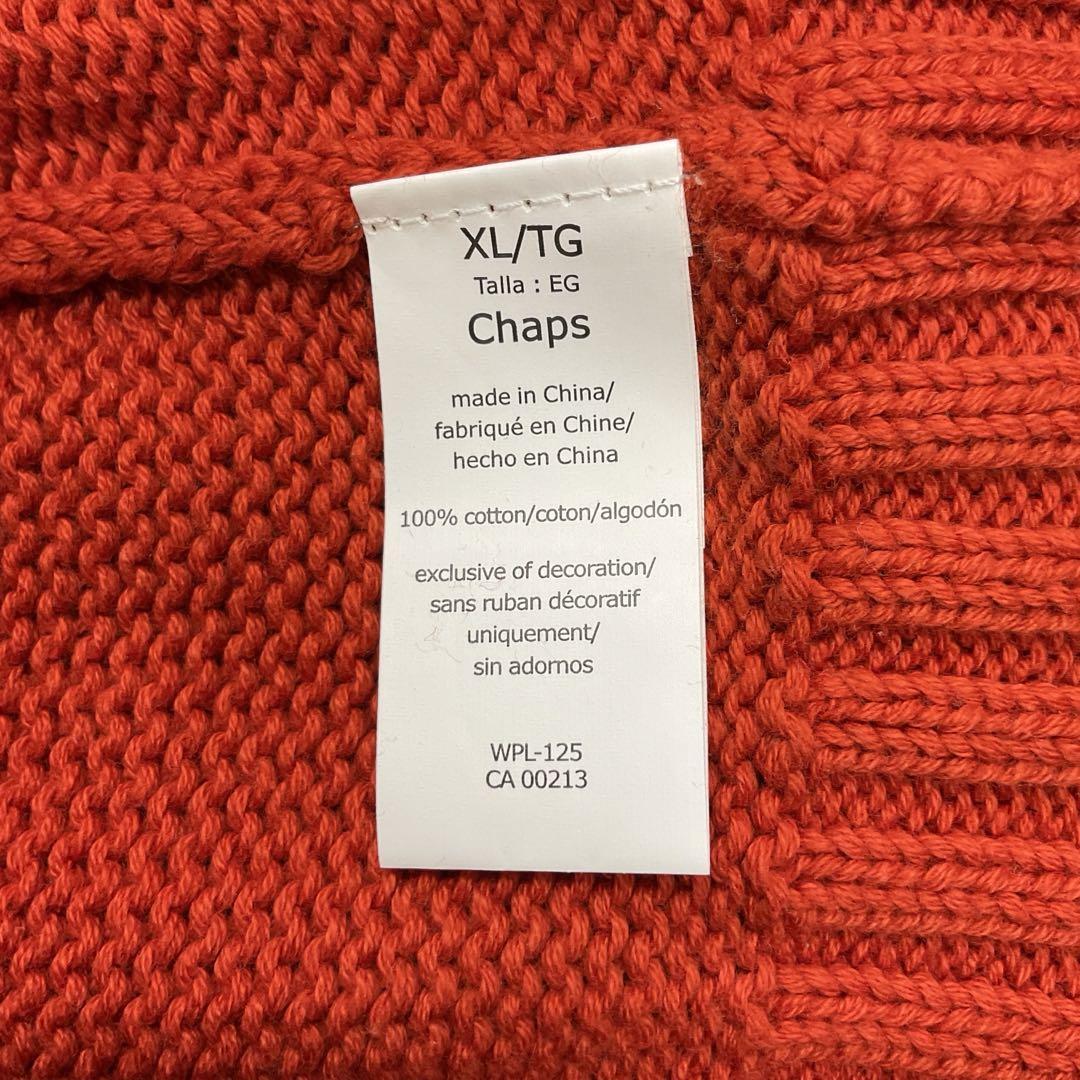 XL/TG
Talla : EG
Chaps
made in China/
fabriqué en Chine/
hecho en China
100% cotton/coton/algodón
exclusive of decoration/
sans ruban décoratif
uniquement/
sin adornos
WPL-125
CA 00213